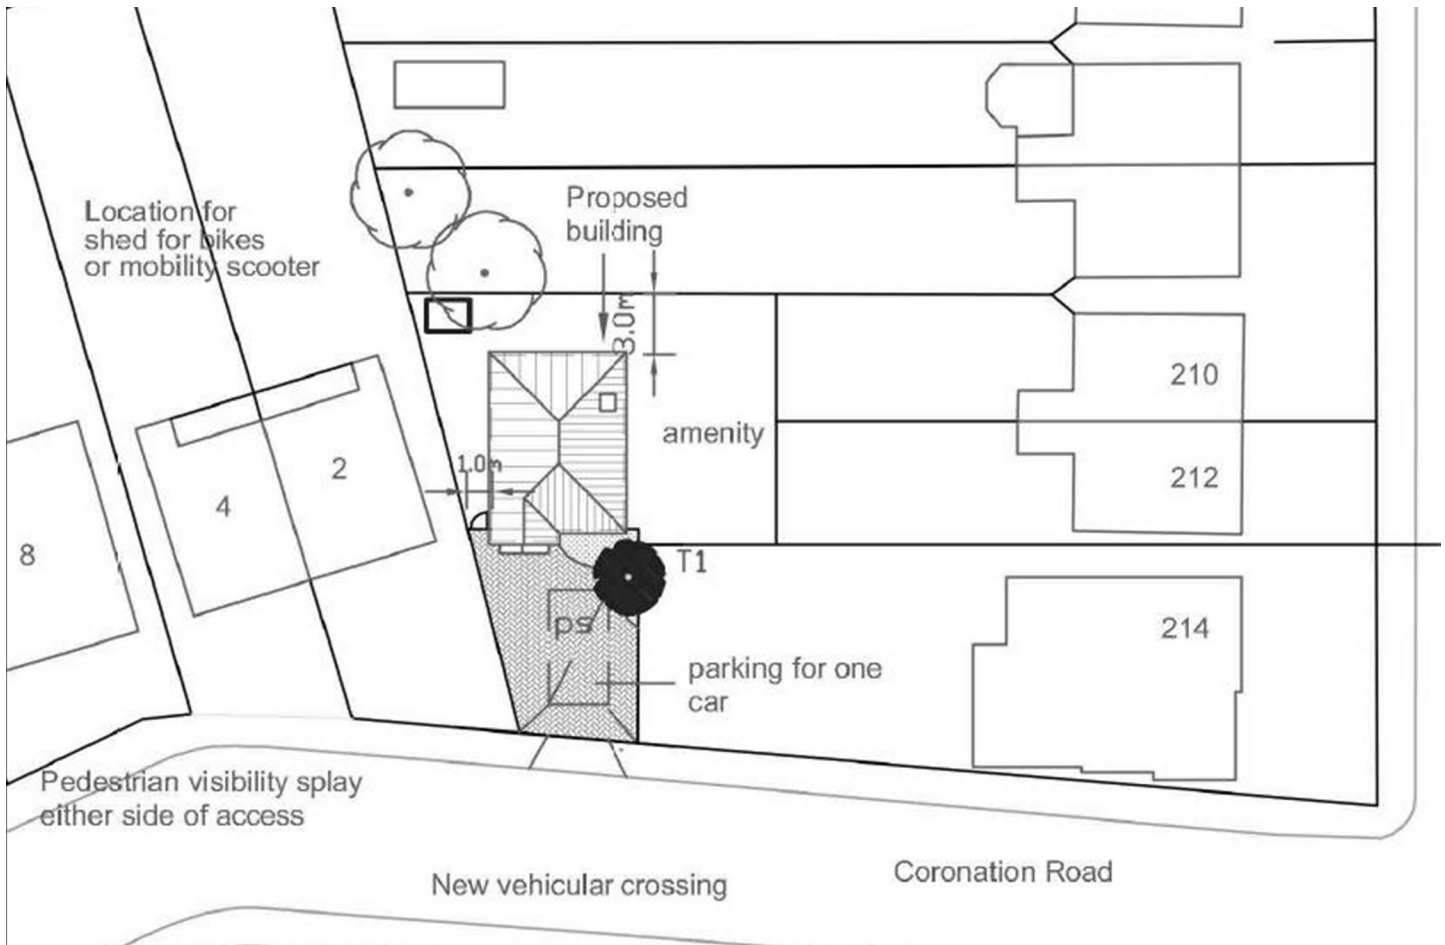 Location for
shed for bikes
or mobility scooter
Proposed
building
3.0m
210
amenity
212
1.0m
2
4
8
T1
ps
214
parking for one
car
Pedestrian visibility splay
either side of access
New vehicular crossing
Coronation Road